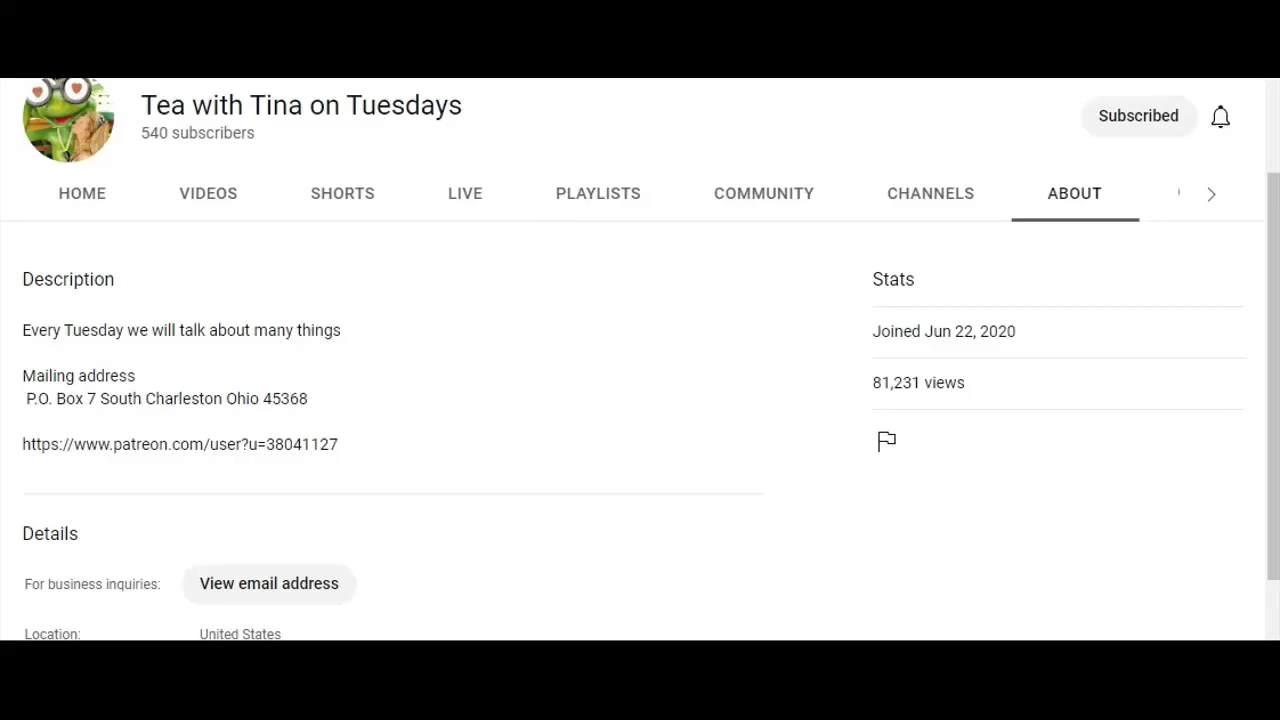 Tea with Tina on Tuesdays
540 subscribers
Subscribed
HOME VIDEOS SHORTS LIVE PLAYLISTS COMMUNITY CHANNELS ABOUT
Description
Stats
Every Tuesday we will talk about many things
Joined Jun 22, 2020
Mailing address
P.O. Box 7 South Charleston Ohio 45368
81,231 views
https://www.patreon.com/user?u=38041127
Details
For business inquiries: View email address
Location: United States